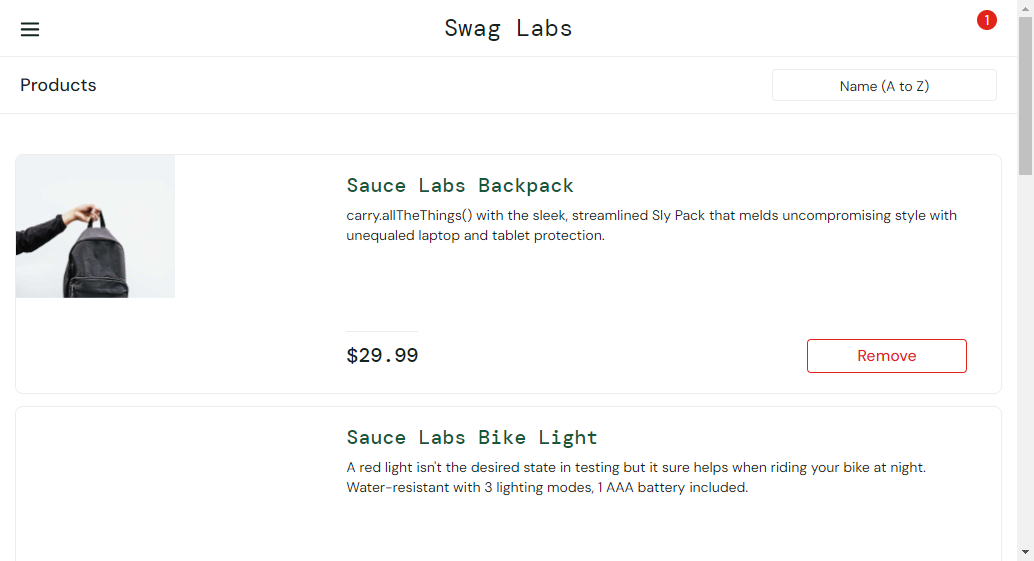 Swag Labs
1
Products
Name (A to Z)
Sauce Labs Backpack
carry.allTheThings() with the sleek, streamlined Sly Pack that melds uncompromising style with
unequaled laptop and tablet protection.
$29.99
Remove
Sauce Labs Bike Light
A red light isn't the desired state in testing but it sure helps when riding your bike at night.
Water-resistant with 3 lighting modes, 1 AAA battery included.